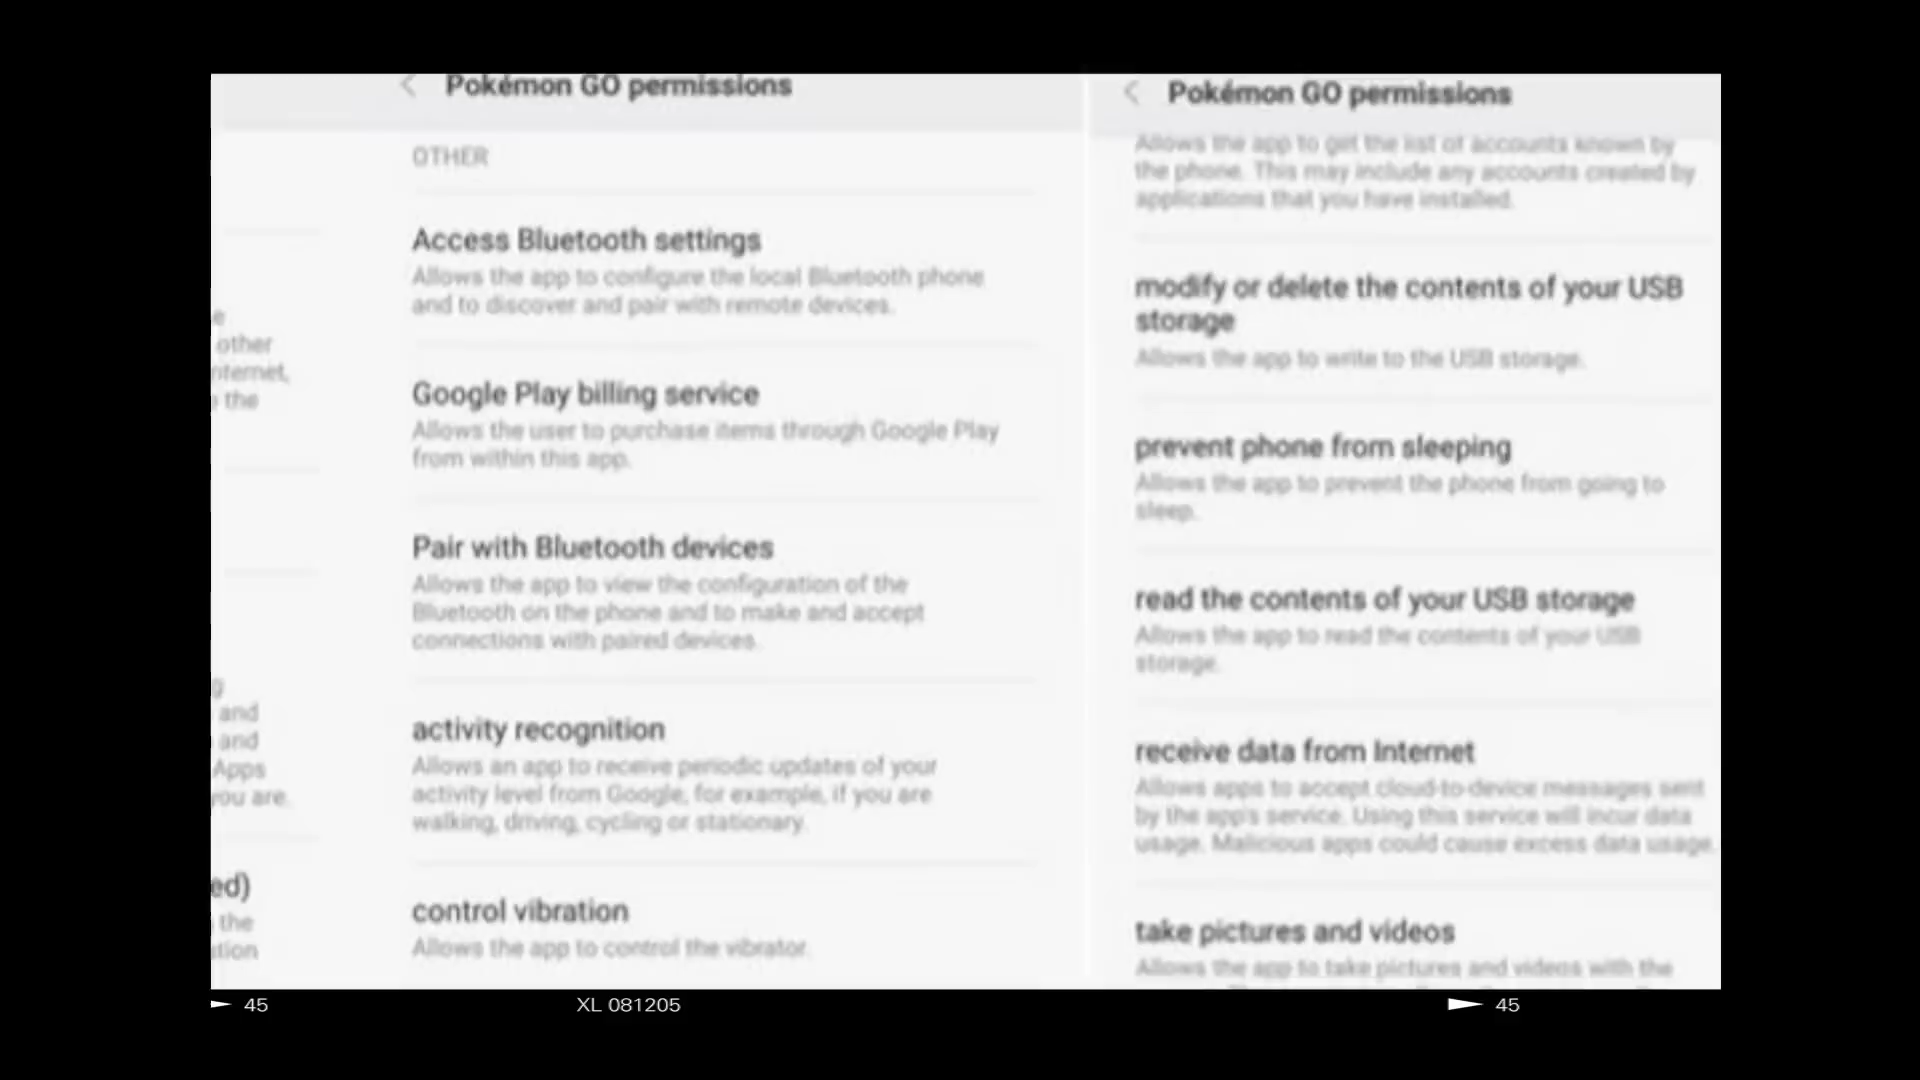 e
other
nternet,
the
g
and
and
Apps
you are.
ed)
the
ation
Pokémon GO permissions
OTHER
Access Bluetooth settings
Allows the app to configure the local Bluetooth phone
and to discover and pair with remote devices.
Google Play billing service
Allows the user to purchase items through Google Play
from within this app.
Pair with Bluetooth devices
Allows the app to view the configuration of the
Bluetooth on the phone and to make and accept
connections with paired devices.
activity recognition
Allows an app to receive periodic updates of your
activity level from Google, for example, if you are
walking, driving, cycling or stationary.
control vibration
Allows the app to control the vibrator.
Pokémon GO permissions
Allows the app to get the list of accounts known by
the phone. This may include any accounts created by
applications that you have installed.
modify or delete the contents of your USB
storage
Allows the app to write to the USB storage.
prevent phone from sleeping
Allows the app to prevent the phone from going to
sleep.
read the contents of your USB storage
Allows the app to read the contents of your USB
storage.
receive data from Internet
Allows apps to accept cloud-to-device messages sent
by the app's service. Using this service will incur data
usage. Malicious apps could cause excess data usage.
take pictures and videos
Allows the app to take pictures and videos with the
45
XL 081205
45